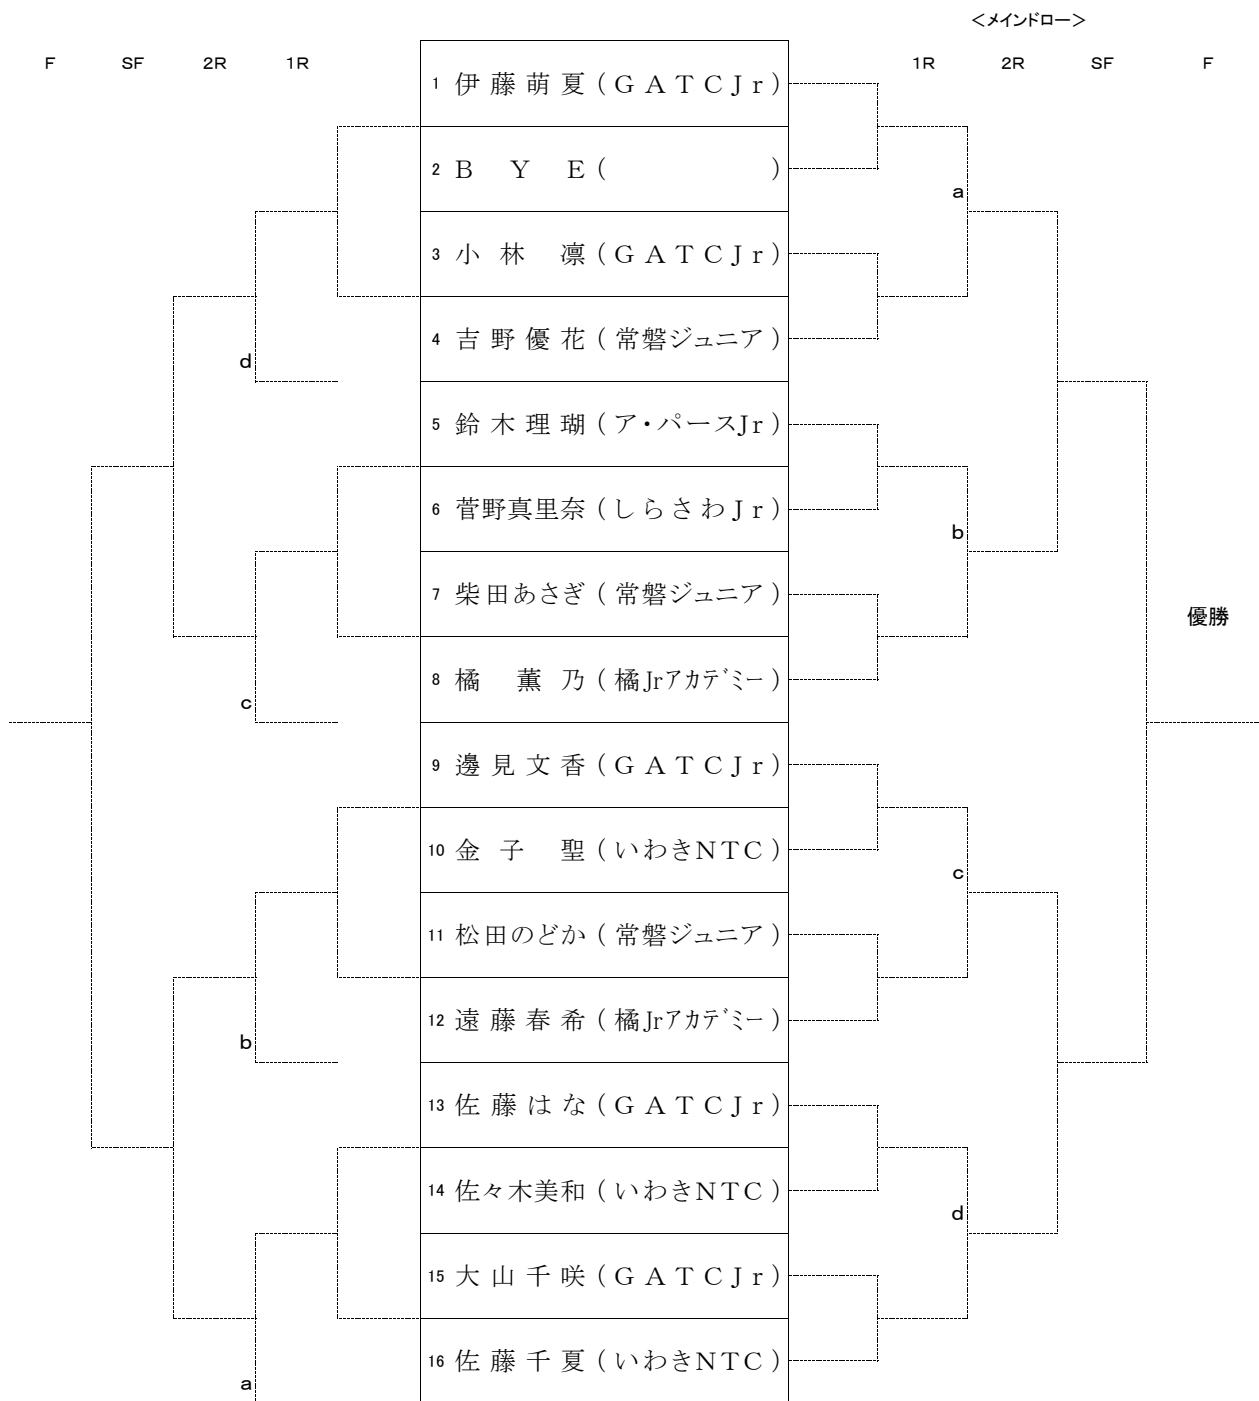 <メインドロー>
F SF 2R 1R 1R 2R SF F
1 伊藤萌夏(GATCJr)
2 BYE( )
a
3 小林 凛(GATCJr)
4 吉野優花(常磐ジュニア)
d
5 鈴木理瑚(ア・パースJr)
6 菅野真里奈(しらさわJr)
b
7 柴田あさぎ(常磐ジュニア)
優勝
8 橘 薫乃(橘Jrアカデミー)
c
9 邊見文香(GATCJr)
10 金子 聖(いわきNTC)
c
11 松田のどか(常磐ジュニア)
12 遠藤春希(橘Jrアカデミー)
b
13 佐藤はな(GATCJr)
14 佐々木美和(いわきNTC)
d
15 大山千咲(GATCJr)
16 佐藤千夏(いわきNTC)
a